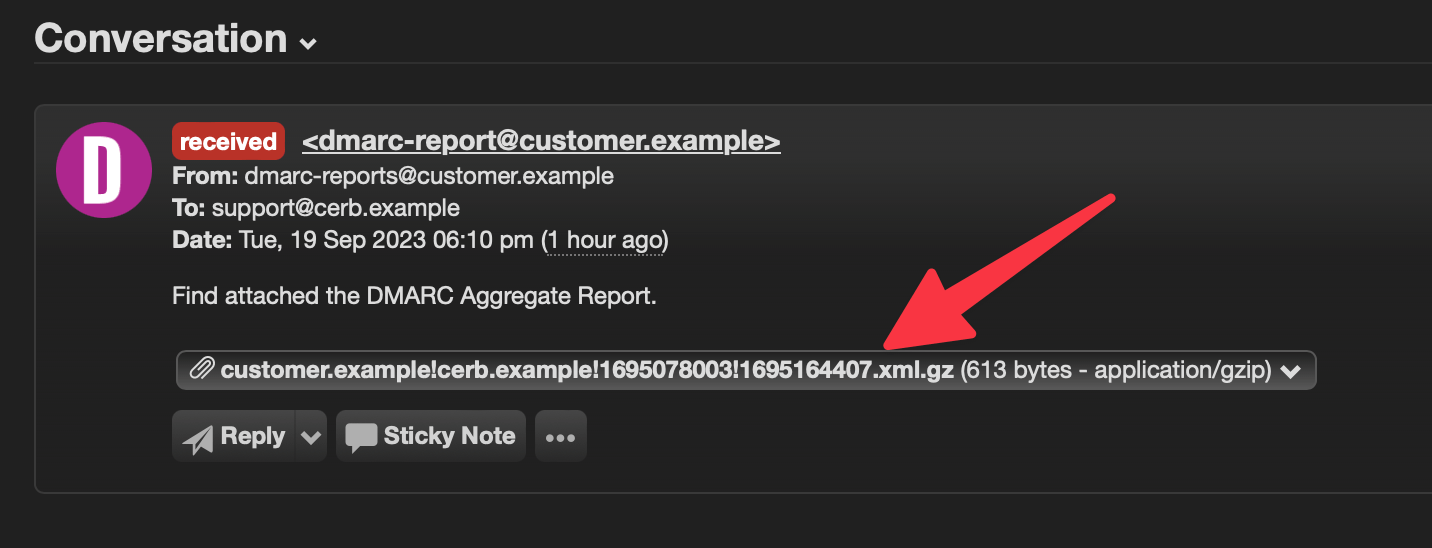 Conversation
D
received <dmarc-report@customer.example>
From: dmarc-reports@customer.example
To: support@cerb.example
Date: Tue, 19 Sep 2023 06:10 pm (1 hour ago)
Find attached the DMARC Aggregate Report.
customer.example!cerb.example!1695078003!1695164407.xml.gz (613 bytes - application/gzip)
Reply Sticky Note •••